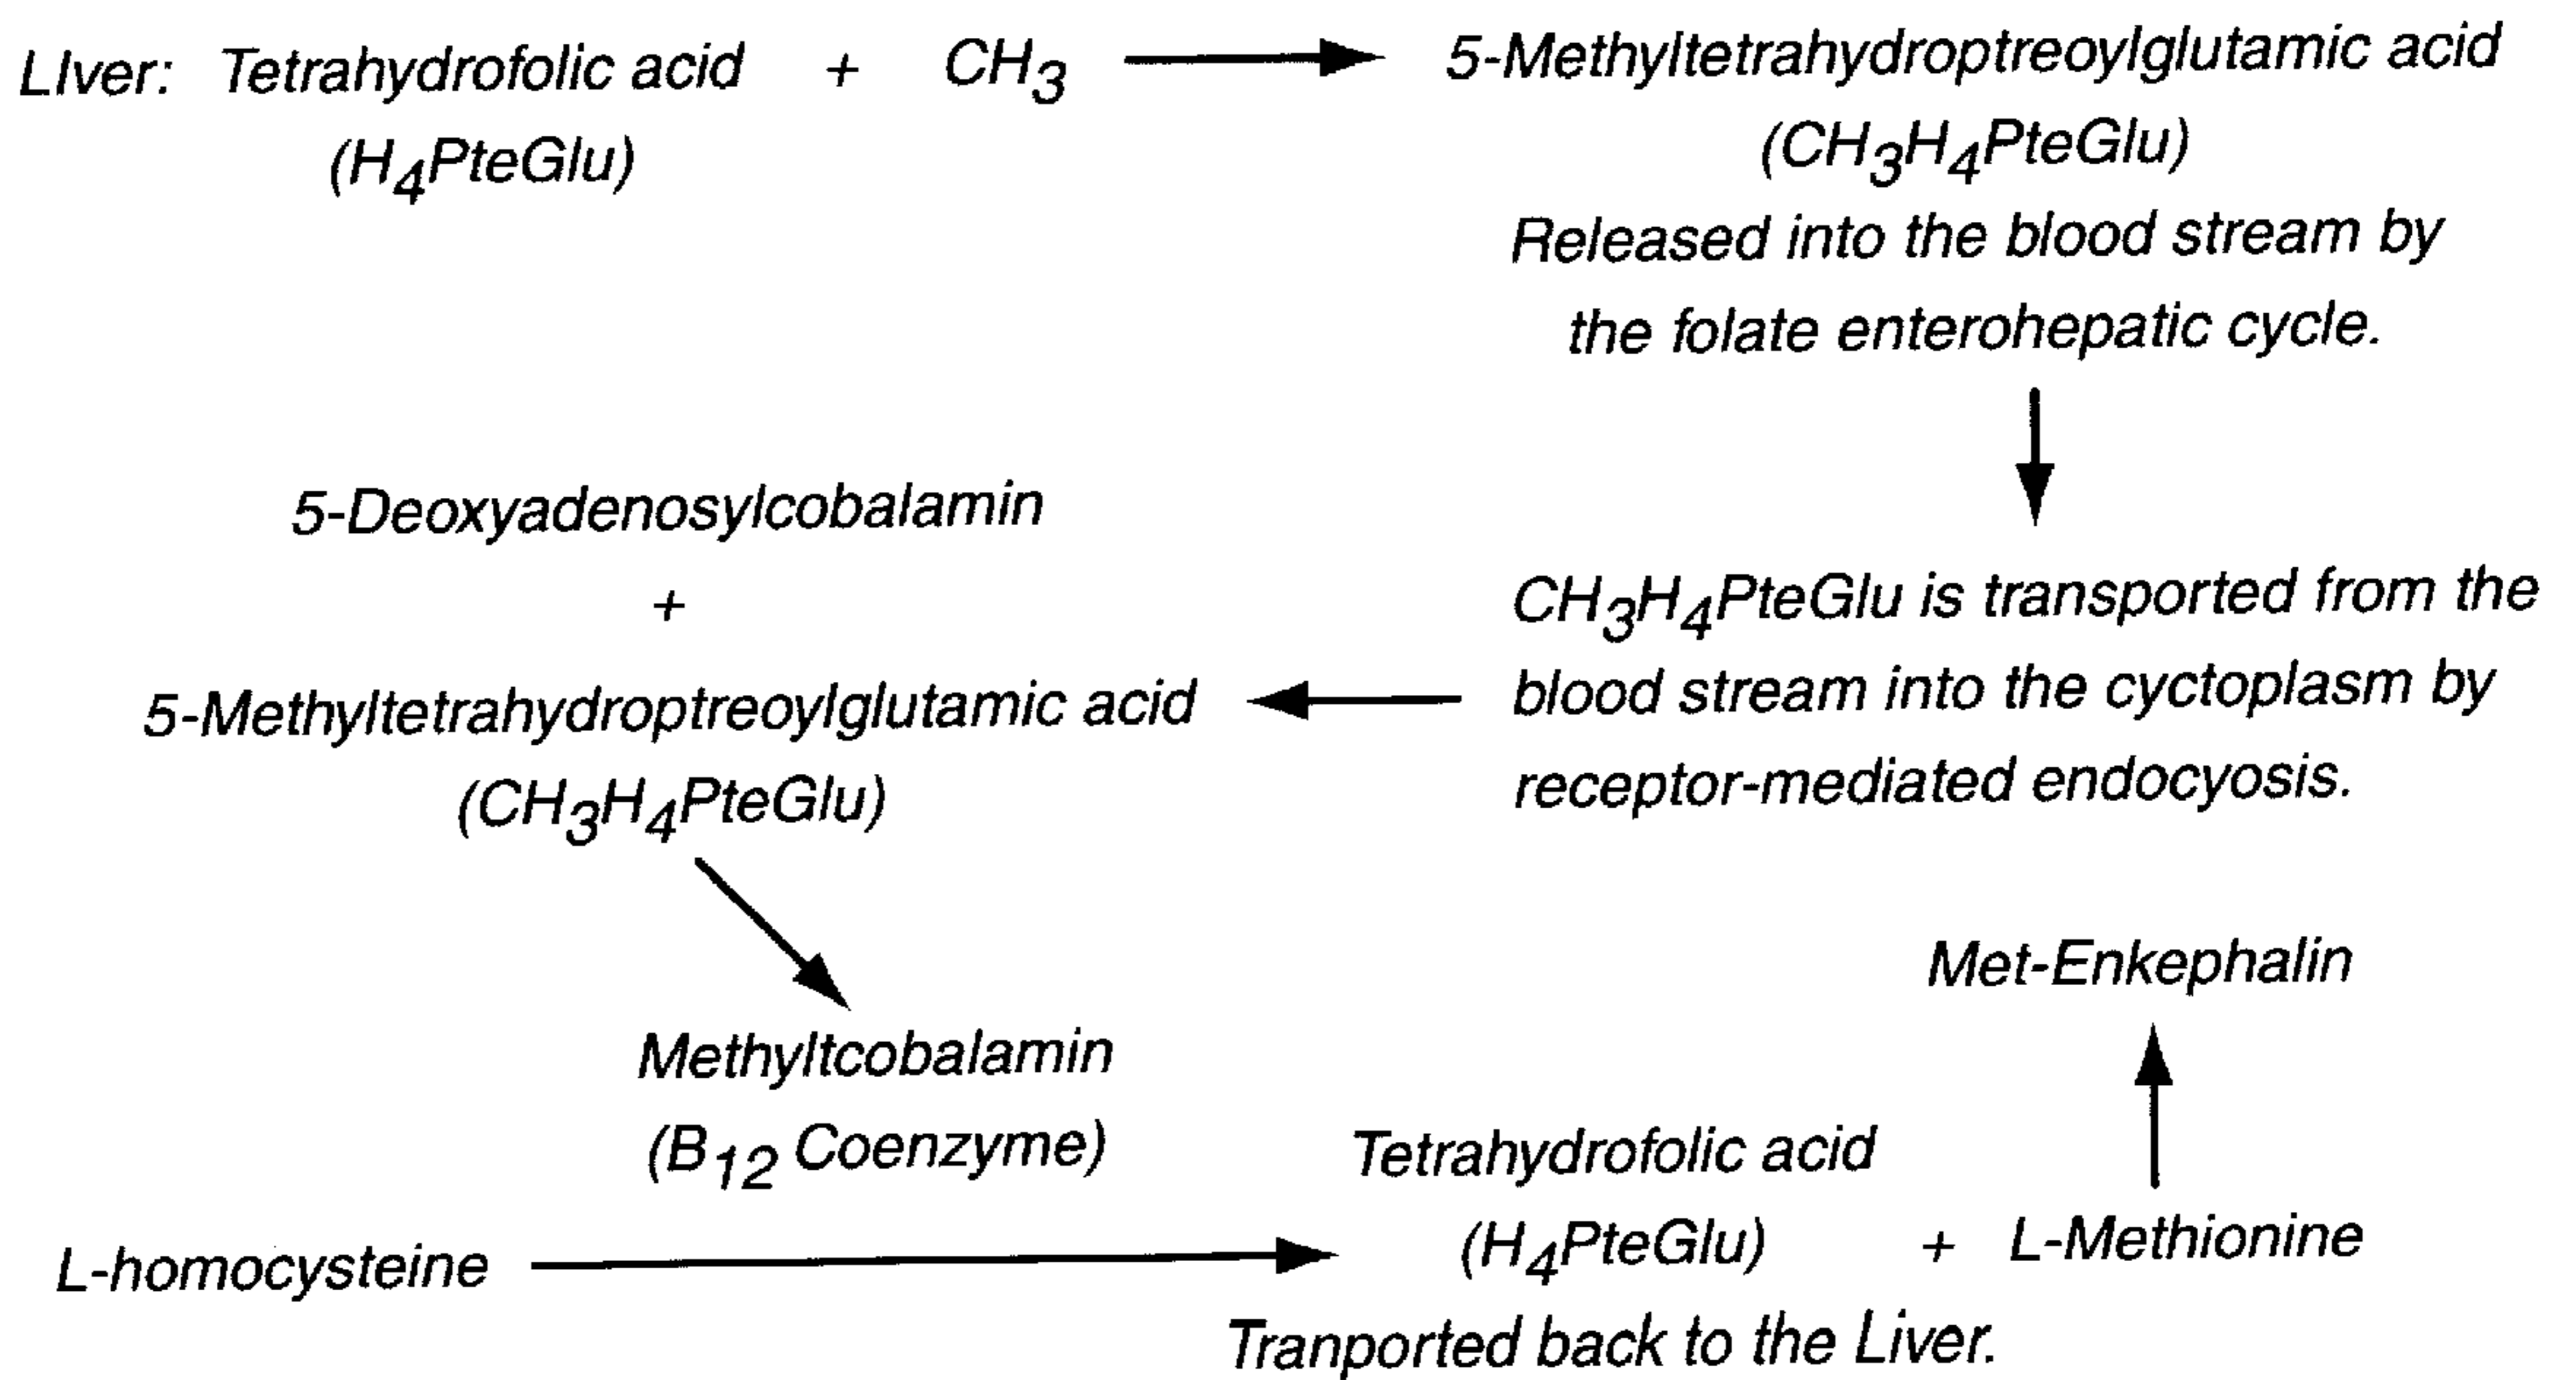 LIver: Tetrahydrofolic acid + CH3 5-Methyltetrahydroptreoylglutamic acid
(H4PteGlu) (CH3H4PteGlu)
Released into the blood stream by
the folate enterohepatic cycle.
5-Deoxyadenosylcobalamin
+
5-Methyltetrahydroptreoylglutamic acid
(CH3H4PteGlu)
CH3H4PteGlu is transported from the
blood stream into the cyctoplasm by
receptor-mediated endocyosis.
Methyltcobalamin
(B12 Coenzyme)
L-homocysteine
Tetrahydrofolic acid
(H4PteGlu) + L-Methionine
Tranported back to the Liver.
Met-Enkephalin